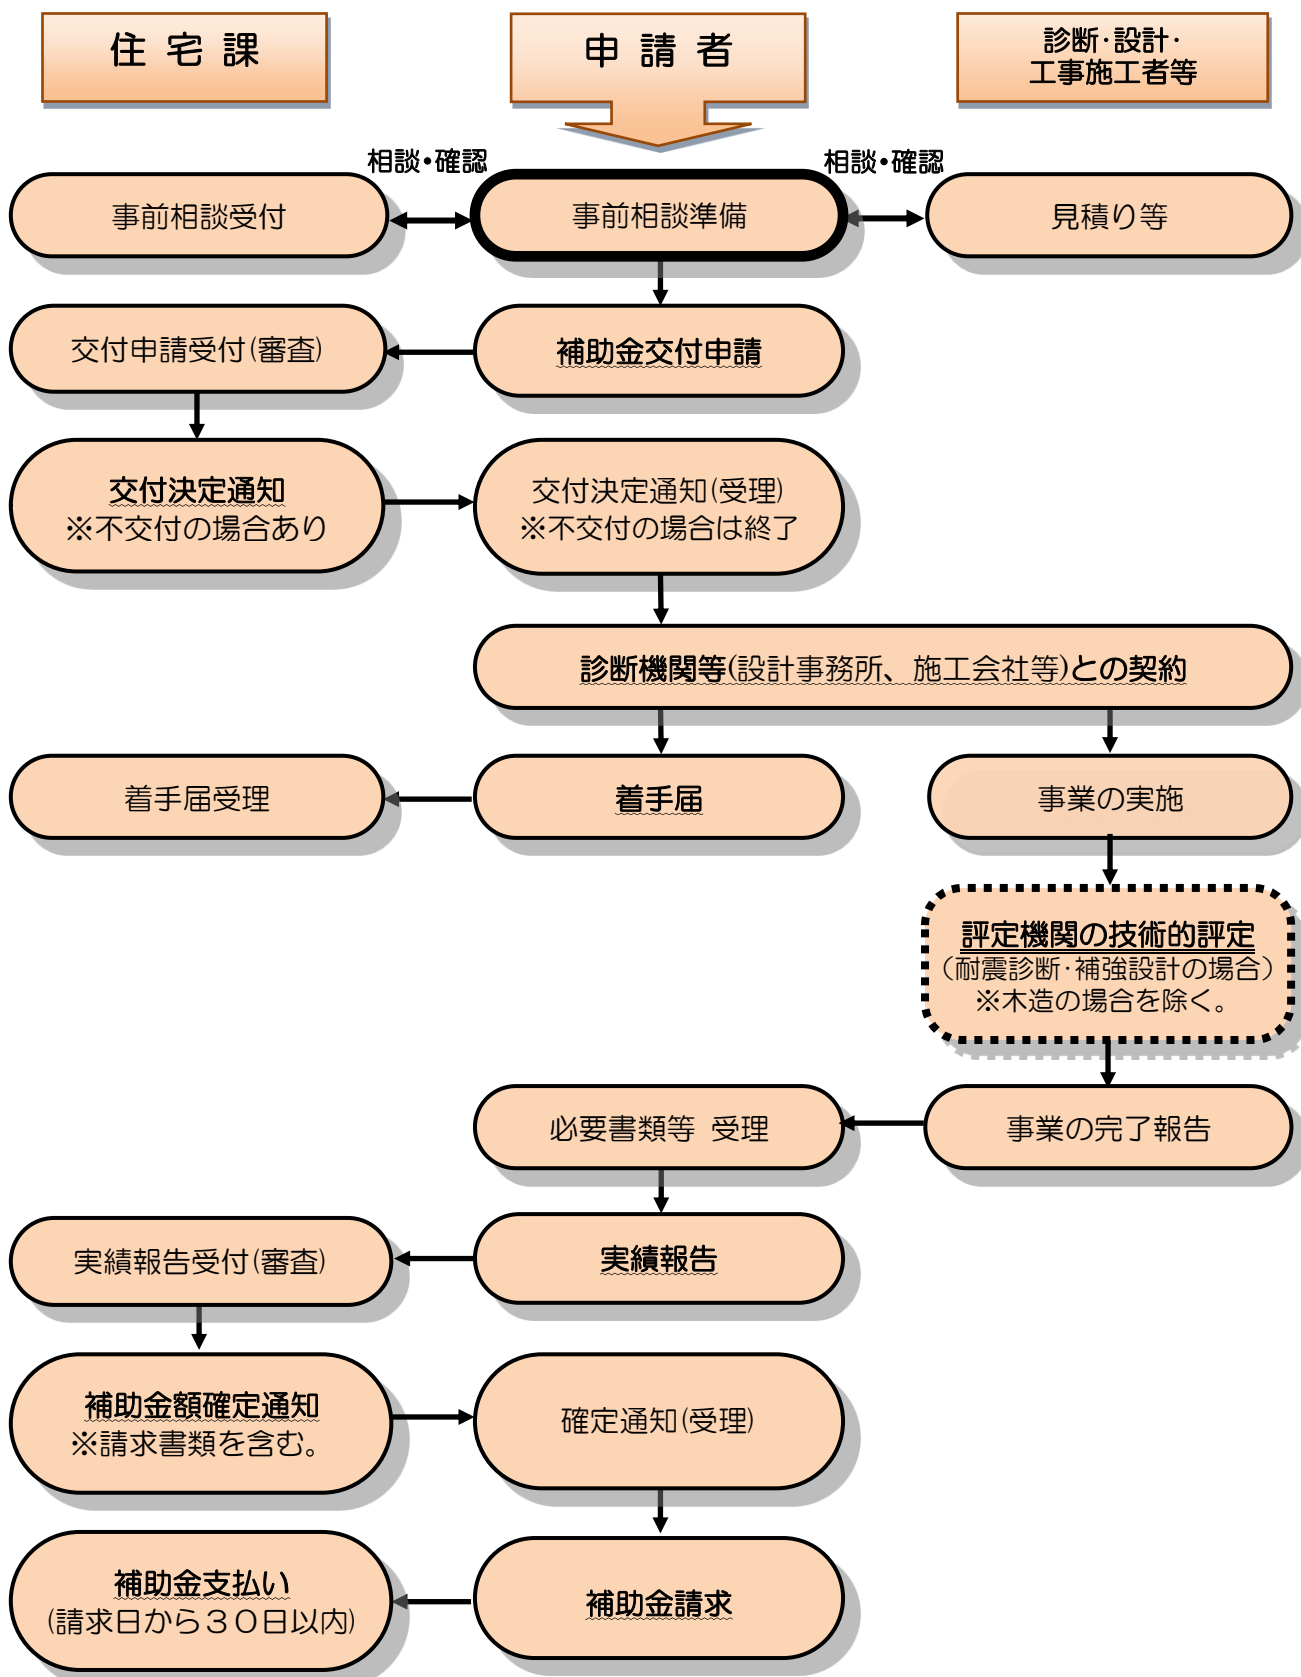 住宅課
申請者
診断・設計・
工事施工者等
相談・確認
相談・確認
事前相談受付
事前相談準備
見積り等
交付申請受付(審査)
補助金交付申請
交付決定通知
※不交付の場合あり
交付決定通知(受理)
※不交付の場合は終了
診断機関等(設計事務所、施工会社等)との契約
着手届受理
着手届
事業の実施
評定機関の技術的評定
（耐震診断・補強設計の場合）
※木造の場合を除く。
必要書類等 受理
事業の完了報告
実績報告受付(審査)
実績報告
補助金額確定通知
※請求書類を含む。
確定通知(受理)
補助金支払い
(請求日から３０日以内)
補助金請求